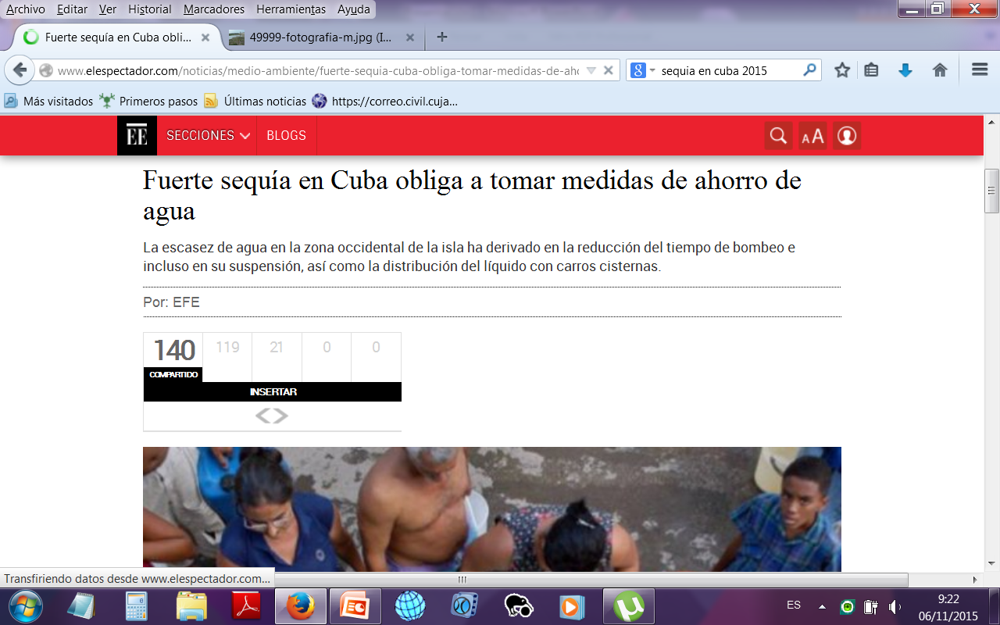 Archivo Editar Ver Historial Marcadores Herramientas Ayuda
Fuerte sequía en Cuba obli... 49999-fotografia-m.jpg (I...
www.elespectador.com/noticias/medio-ambiente/fuerte-sequia-cuba-obliga-tomar-medidas-de-aho
sequia en cuba 2015
Más visitados Primeros pasos Últimas noticias https://correo.civil.cuja...
EE SECCIONES BLOGS AA
Fuerte sequía en Cuba obliga a tomar medidas de ahorro de
agua
La escasez de agua en la zona occidental de la isla ha derivado en la reducción del tiempo de bombeo e
incluso en su suspensión, así como la distribución del líquido con carros cisternas.
Por: EFE
140 119 21 0 0
COMPARTIDO
INSERTAR
Transfiriendo datos desde www.elespectador.com...
ES 9:22
06/11/2015